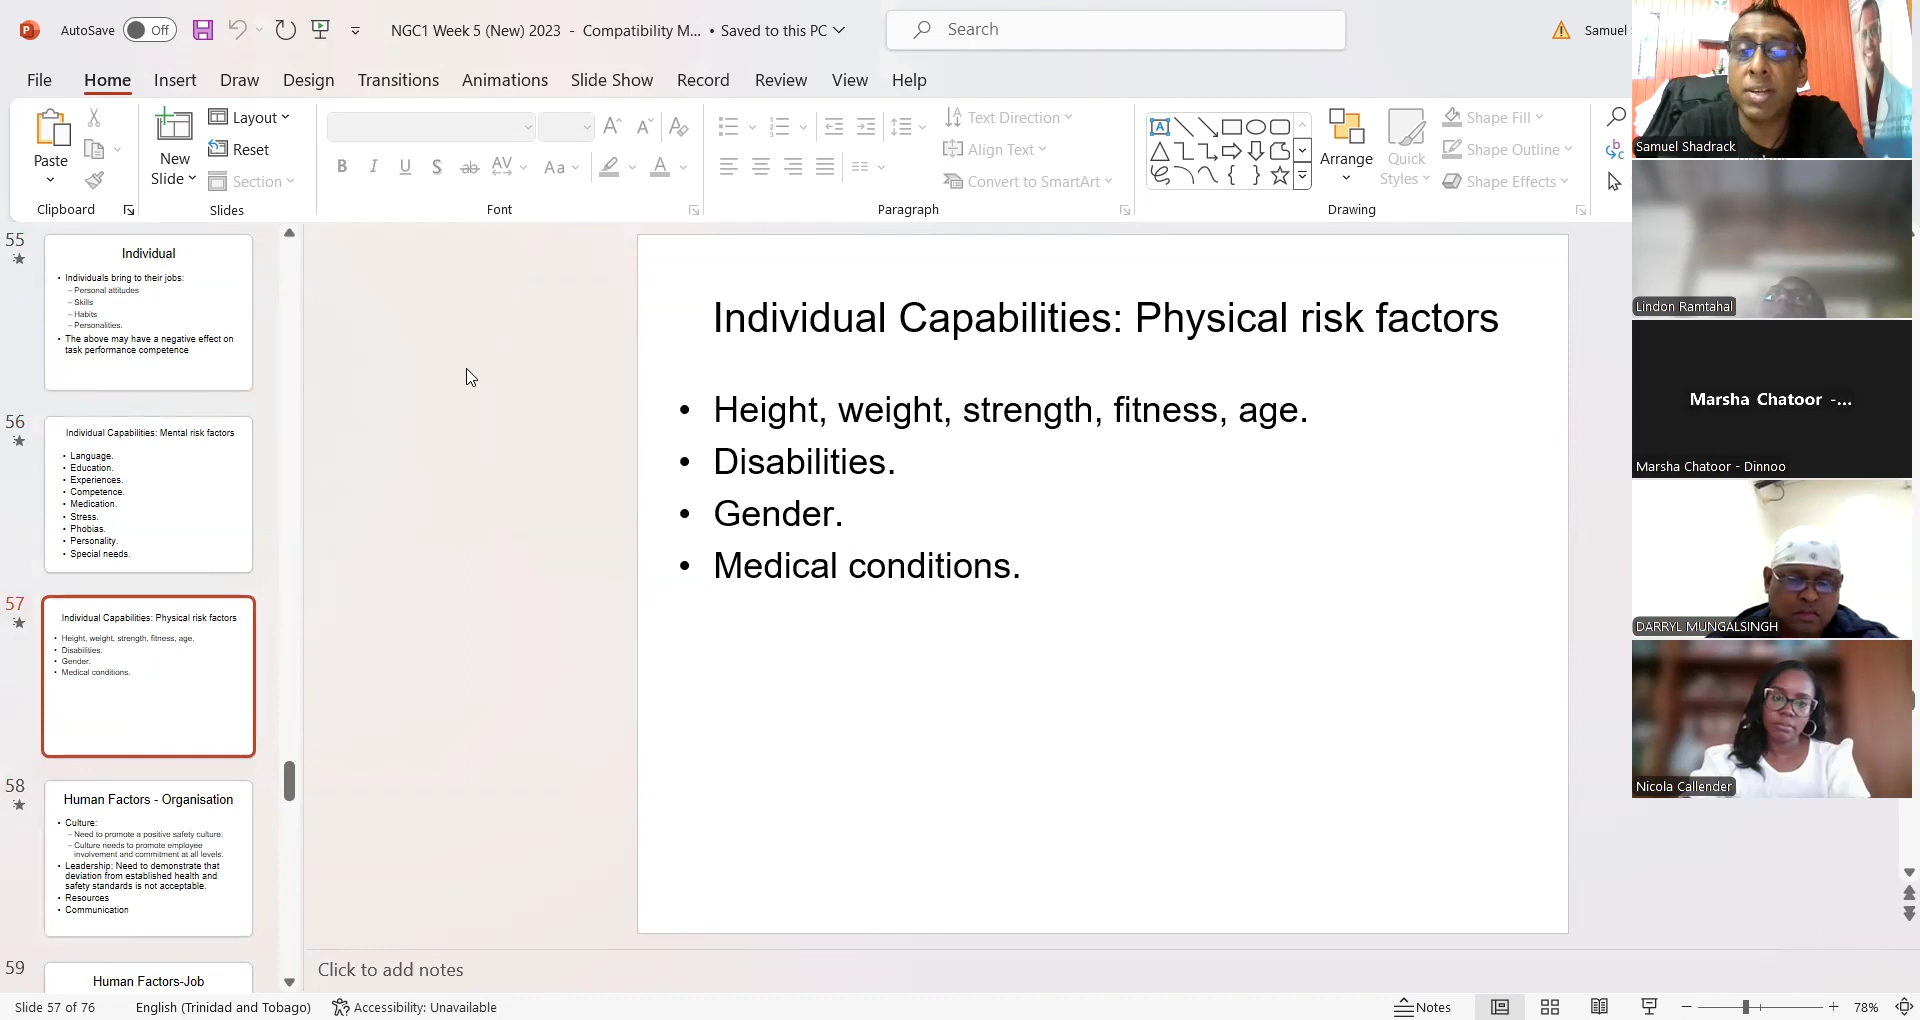 AutoSave Off NGC1 Week 5 (New) 2023 - Compatibility M... • Saved to this PC Search Samuel
File Home Insert Draw Design Transitions Animations Slide Show Record Review View Help
Paste
Clipboard
New
Slide
Layout
Reset
Section
Slides
Font
Text Direction
Align Text
Convert to SmartArt
Paragraph
Arrange
Quick
Styles
Shape Fill
Shape Outline
Shape Effects
Drawing
55
Individual
• Individuals bring to their jobs:
– Personal attitudes
– Skills
– Habits
– Personalities.
• The above may have a negative effect on
task performance competence
56
Individual Capabilities: Mental risk factors
• Language.
• Education.
• Experiences.
• Competence.
• Medication.
• Stress.
• Phobias.
• Personality.
• Special needs.
57
Individual Capabilities: Physical risk factors
• Height, weight, strength, fitness, age.
• Disabilities.
• Gender.
• Medical conditions.
58
Human Factors - Organisation
• Culture:
– Need to promote a positive safety culture.
– Culture needs to promote employee
involvement and commitment at all levels.
• Leadership: Need to demonstrate that
deviation from established health and
safety standards is not acceptable.
• Resources
• Communication
59
Human Factors-Job
Individual Capabilities: Physical risk factors
• Height, weight, strength, fitness, age.
• Disabilities.
• Gender.
• Medical conditions.
Click to add notes
Samuel Shadrack
Lindon Ramtahal
Marsha Chatoor -...
Marsha Chatoor - Dinnoo
DARRYL MUNGALSINGH
Nicola Callender
Slide 57 of 76 English (Trinidad and Tobago) Accessibility: Unavailable Notes 78%